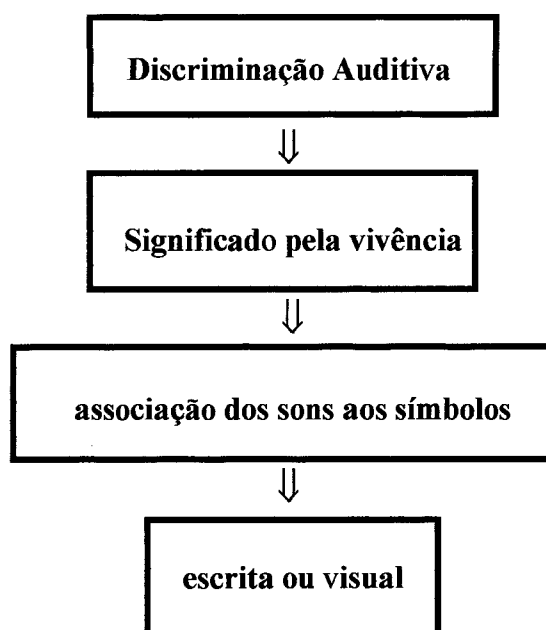 Discriminação Auditiva
⇓
Significado pela vivência
⇓
associação dos sons aos símbolos
⇓
escrita ou visual